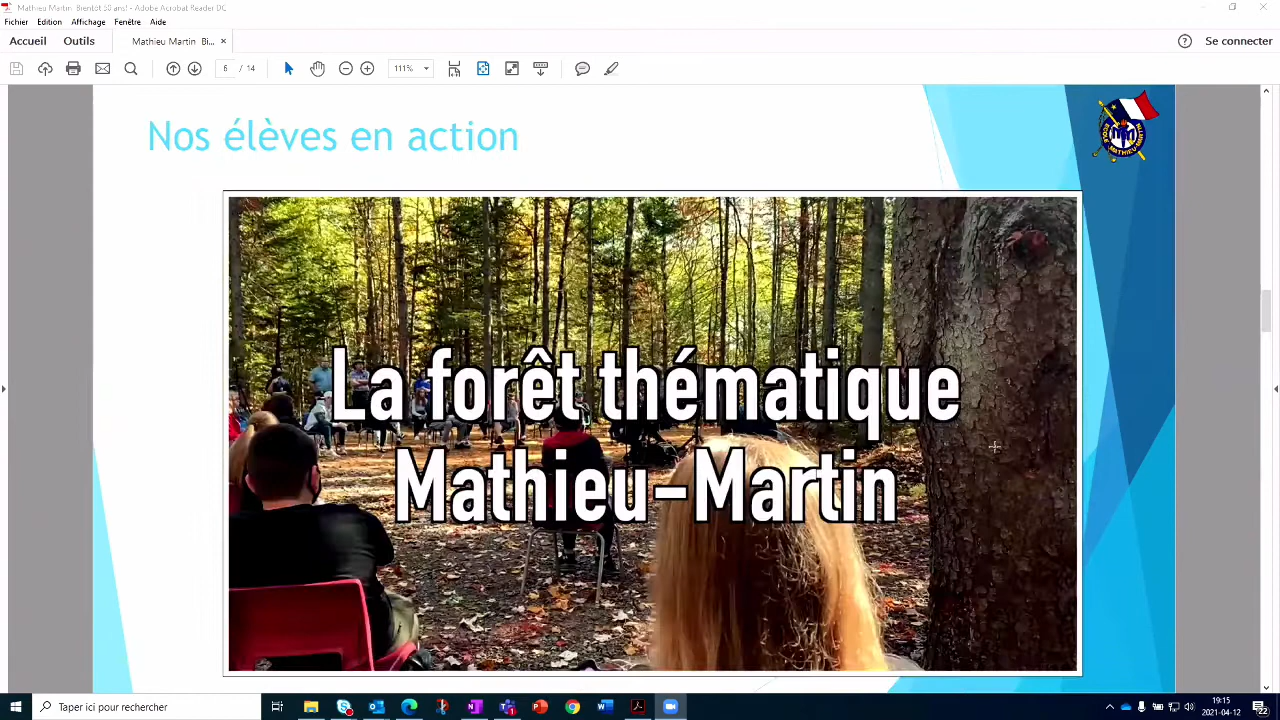 Mathieu Martin Bientôt 50 ans! - Adobe Acrobat Reader DC
Fichier Edition Affichage Fenêtre Aide
Accueil Outils Mathieu Martin Bi... × Se connecter
6 / 14 111%
Nos élèves en action
La forêt thématique
Mathieu-Martin
Taper ici pour rechercher
19:15
2021-04-12